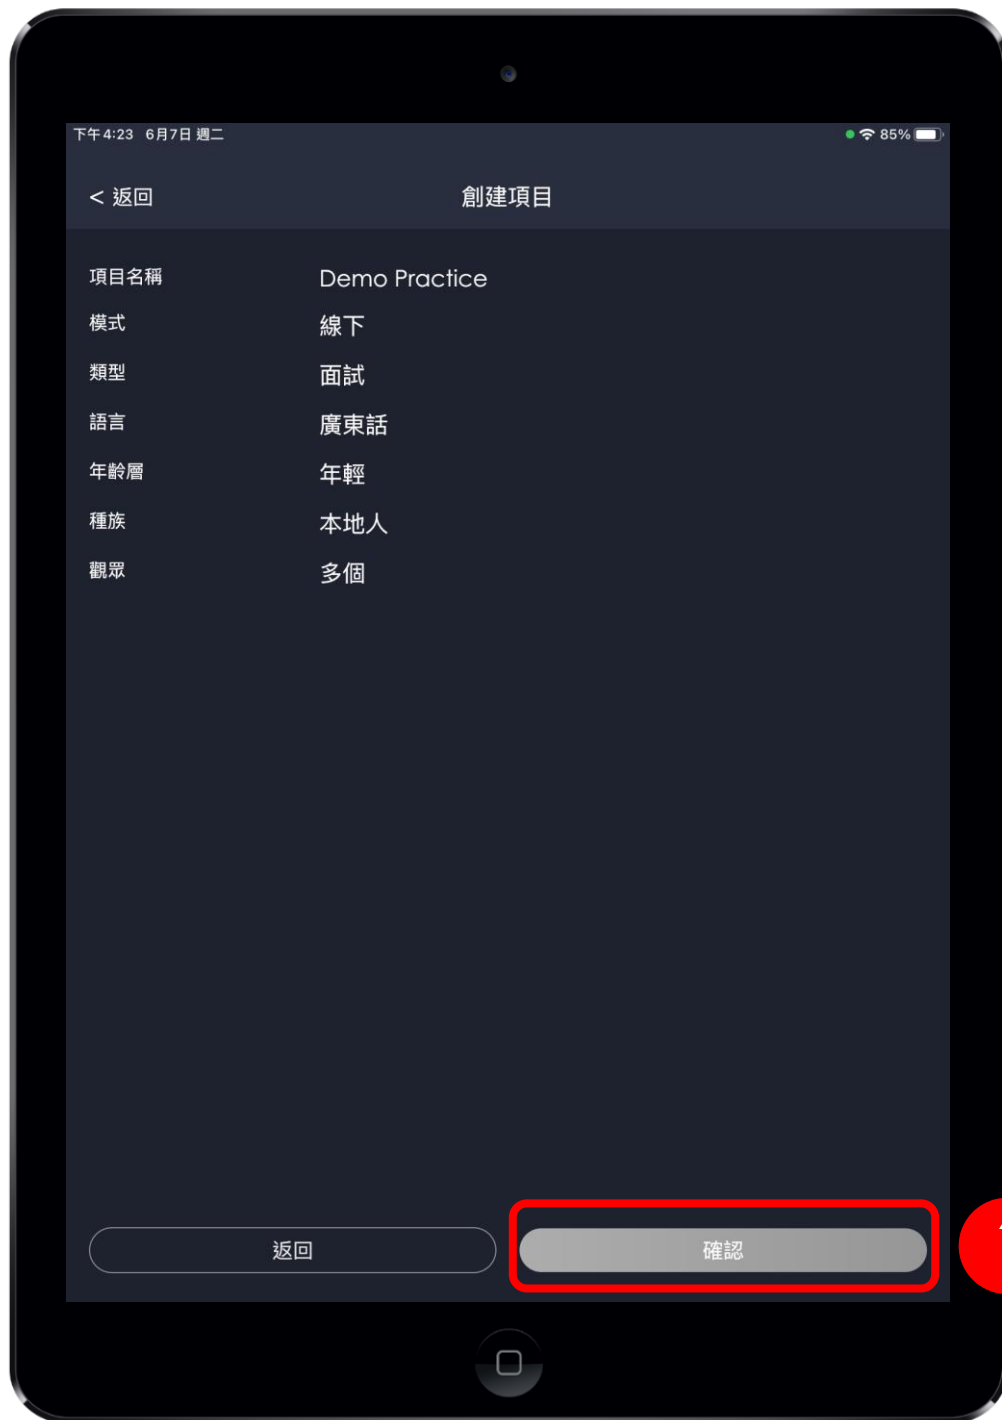 下午4:23 6月7日 週二 85%
< 返回 創建項目
項目名稱 Demo Practice
模式 線下
類型 面試
語言 廣東話
年齡層 年輕
種族 本地人
觀眾 多個
返回 確認